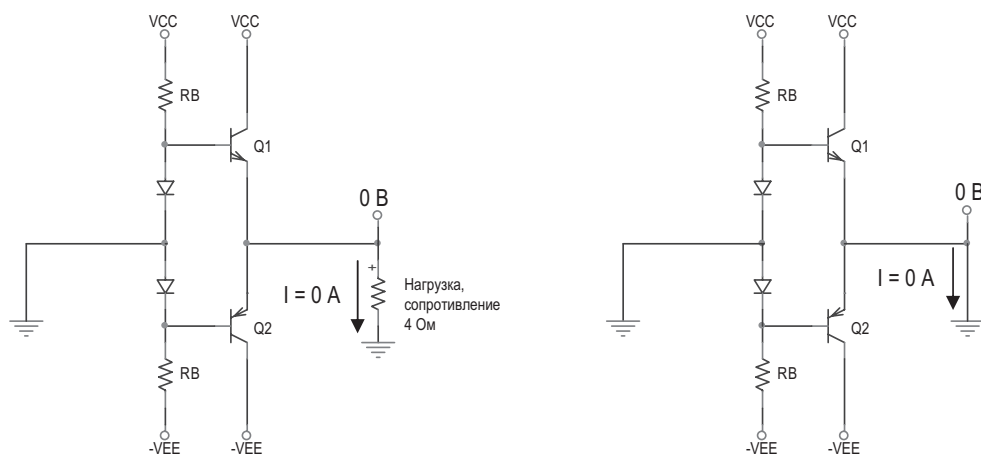 VCC
VCC
RB
Q1
0 В
+
I = 0 А
Нагрузка,
сопротивление
4 Ом
Q2
RB
-VEE
-VEE
VCC
VCC
RB
Q1
0 В
I = 0 А
Q2
RB
-VEE
-VEE